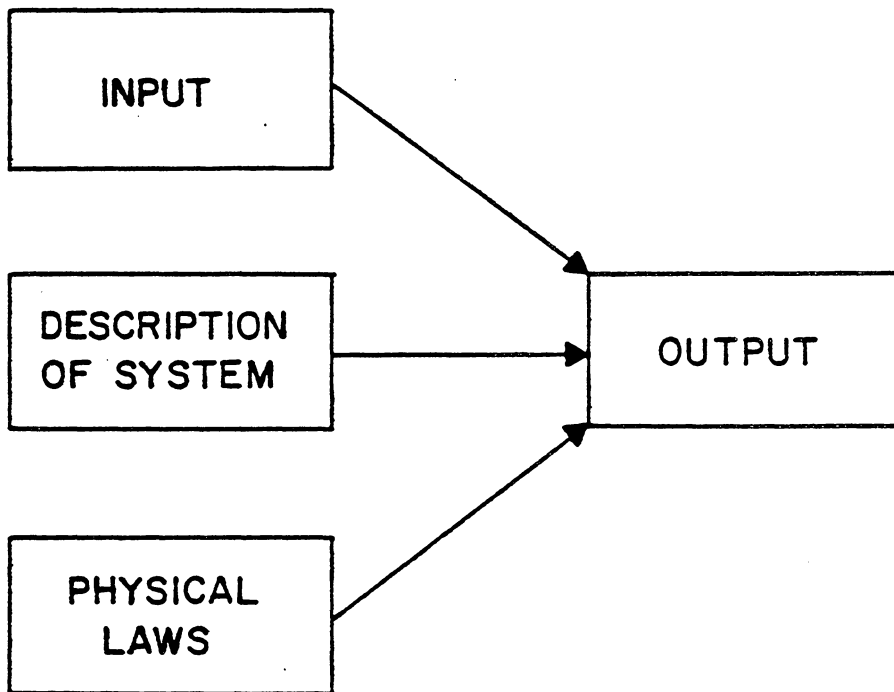 INPUT
DESCRIPTION
OF SYSTEM
OUTPUT
PHYSICAL
LAWS